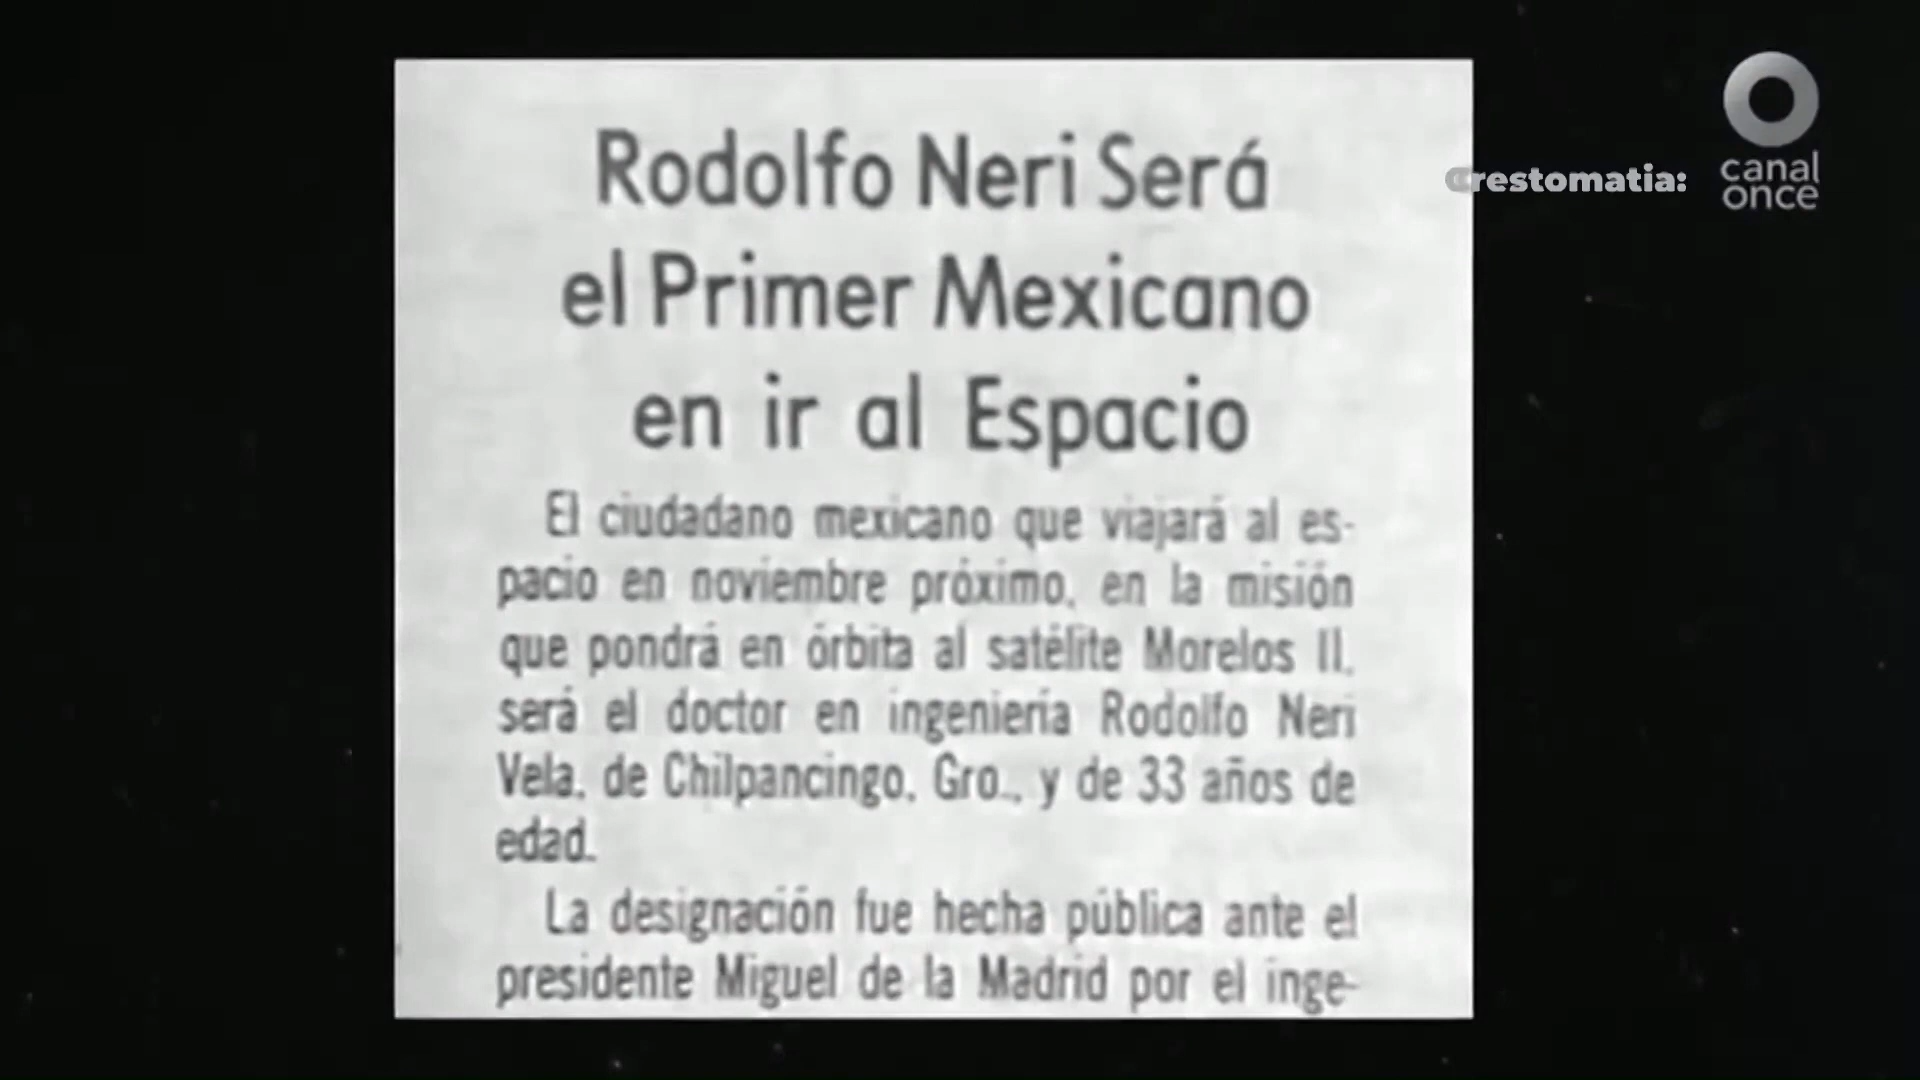 Rodolfo Neri Será
el Primer Mexicano
en ir al Espacio
El ciudadano mexicano que viajará al es-
pacio en noviembre próximo, en la misión
que pondrá en órbita al satélite Morelos II,
será el doctor en ingeniería Rodolfo Neri
Vela, de Chilpancingo, Gro., y de 33 años de
edad.
La designación fue hecha pública ante el
presidente Miguel de la Madrid por el inge-
Crestomatia:
canal
once